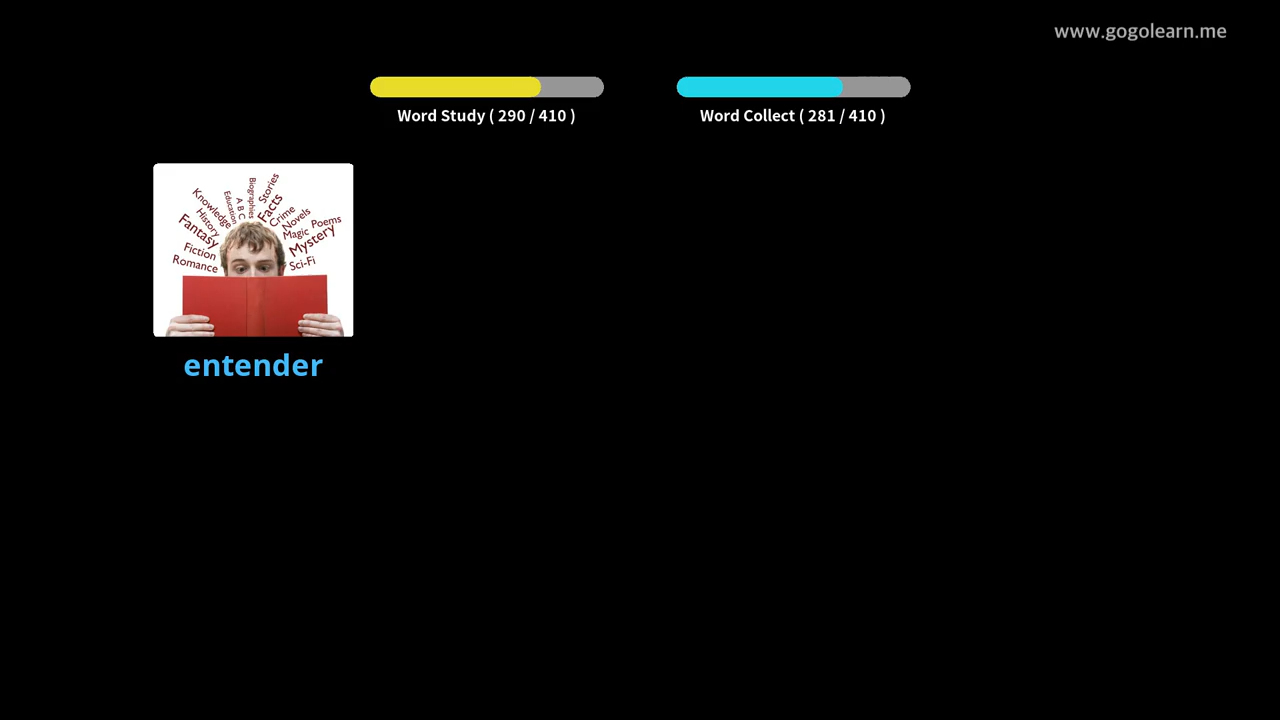 www.gogolearn.me
Word Study ( 290 / 410 )
Word Collect ( 281 / 410 )
Knowledge
History
Fantasy
Fiction
Romance
Education
A B C
Biographies
Stories
Facts
Crime
Novels
Magic
Poems
Mystery
Sci-Fi
entender